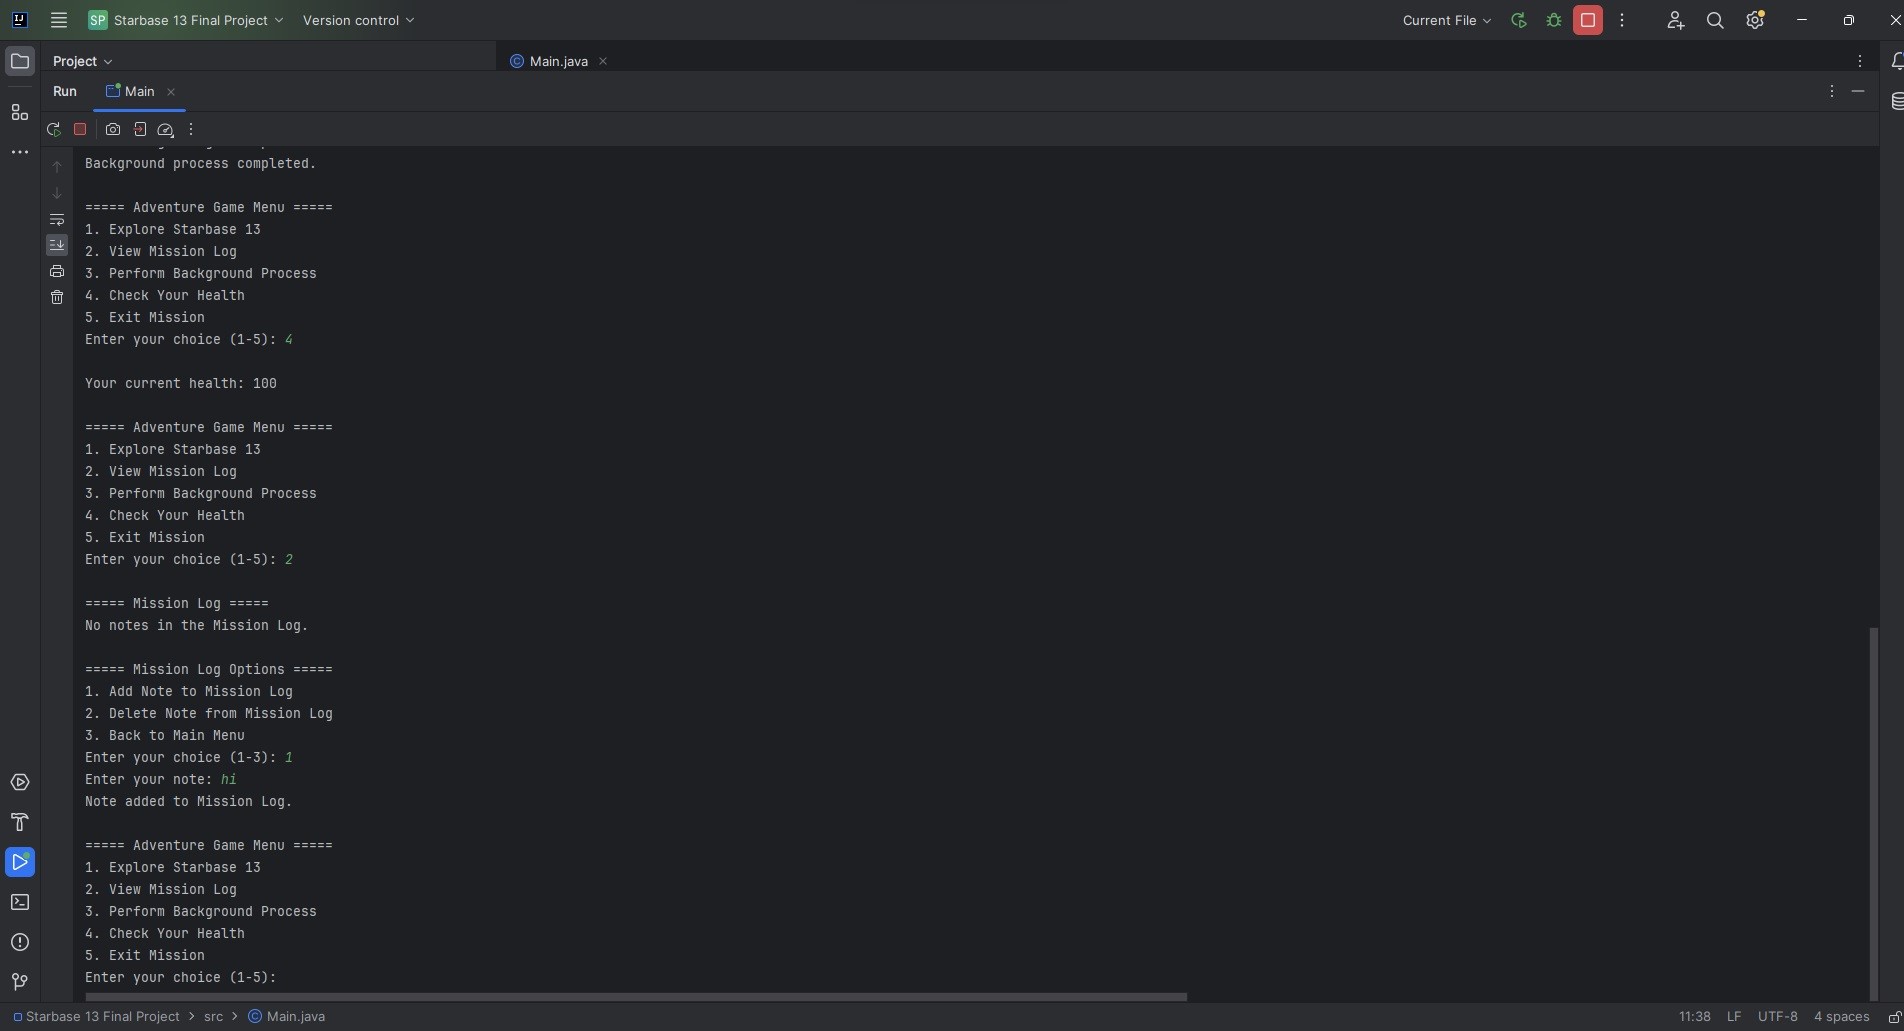 SP Starbase 13 Final Project Version control Current File
Project Main.java
Run Main
Background process completed.
===== Adventure Game Menu =====
1. Explore Starbase 13
2. View Mission Log
3. Perform Background Process
4. Check Your Health
5. Exit Mission
Enter your choice (1-5): 4
Your current health: 100
===== Adventure Game Menu =====
1. Explore Starbase 13
2. View Mission Log
3. Perform Background Process
4. Check Your Health
5. Exit Mission
Enter your choice (1-5): 2
===== Mission Log =====
No notes in the Mission Log.
===== Mission Log Options =====
1. Add Note to Mission Log
2. Delete Note from Mission Log
3. Back to Main Menu
Enter your choice (1-3): 1
Enter your note: hi
Note added to Mission Log.
===== Adventure Game Menu =====
1. Explore Starbase 13
2. View Mission Log
3. Perform Background Process
4. Check Your Health
5. Exit Mission
Enter your choice (1-5):
Starbase 13 Final Project > src > Main.java 11:38 LF UTF-8 4 spaces